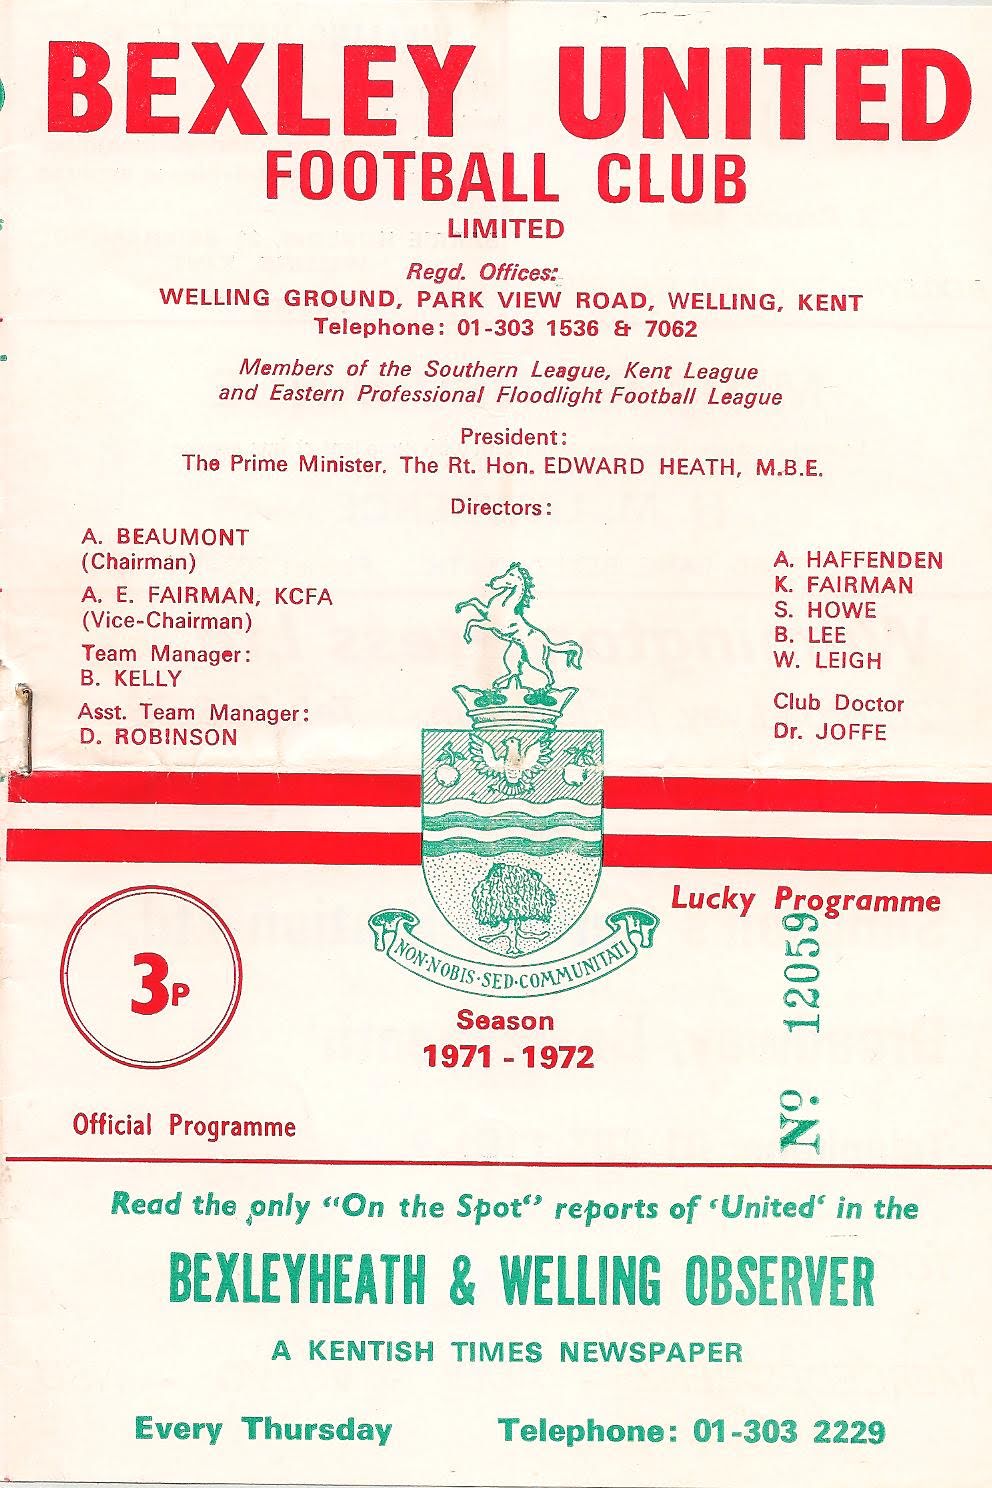 BEXLEY UNITED
FOOTBALL CLUB
LIMITED
Regd. Offices:
WELLING GROUND, PARK VIEW ROAD, WELLING, KENT
Telephone: 01-303 1536 & 7062
Members of the Southern League, Kent League
and Eastern Professional Floodlight Football League
President:
The Prime Minister. The Rt. Hon. EDWARD HEATH, M.B.E.
Directors:
A. BEAUMONT
(Chairman)
A. E. FAIRMAN, KCFA
(Vice-Chairman)
Team Manager:
B. KELLY
Asst. Team Manager:
D. ROBINSON
A. HAFFENDEN
K. FAIRMAN
S. HOWE
B. LEE
W. LEIGH
Club Doctor
Dr. JOFFE
NON·NOBIS·SED·COMMUNITATI
Lucky Programme
Nº 12059
3P
Season
1971 - 1972
Official Programme
Read the only “On the Spot“ reports of ‘United‘ in the
BEXLEYHEATH & WELLING OBSERVER
A KENTISH TIMES NEWSPAPER
Every Thursday Telephone: 01-303 2229